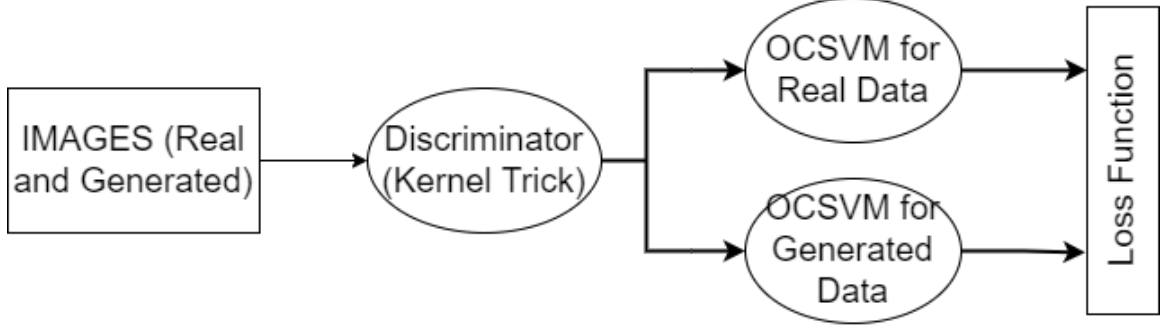 IMAGES (Real
and Generated)
Discriminator
(Kernel Trick)
OCSVM for
Real Data
OCSVM for
Generated
Data
Loss Function